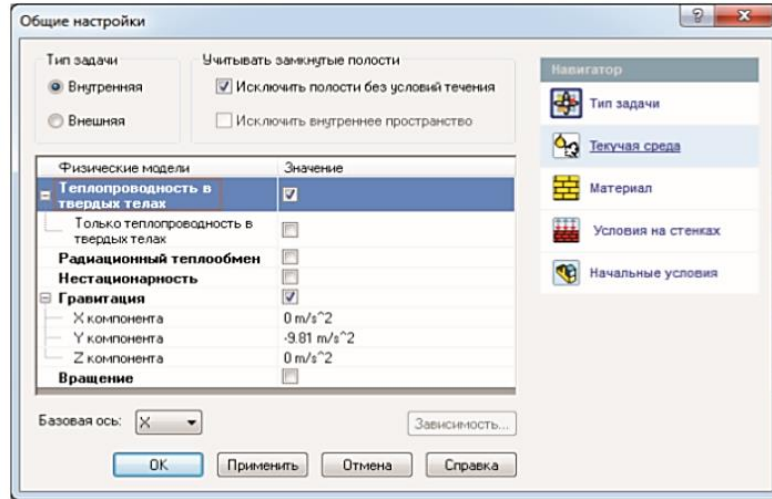 Общие настройки
Тип задачи
Учитывать замкнутые полости
Внутренняя
Исключить полости без условий течения
Внешняя
Исключить внутреннее пространство
Физические модели Значение
Теплопроводность в
твердых телах
Только теплопроводность в
твердых телах
Радиационный теплообмен
Нестационарность
Гравитация
X компонента 0 m/s^2
Y компонента -9.81 m/s^2
Z компонента 0 m/s^2
Вращение
Базовая ось: X
Зависимость...
OK Применить Отмена Справка
Навигатор
Тип задачи
Текучая среда
Материал
Условия на стенках
Начальные условия